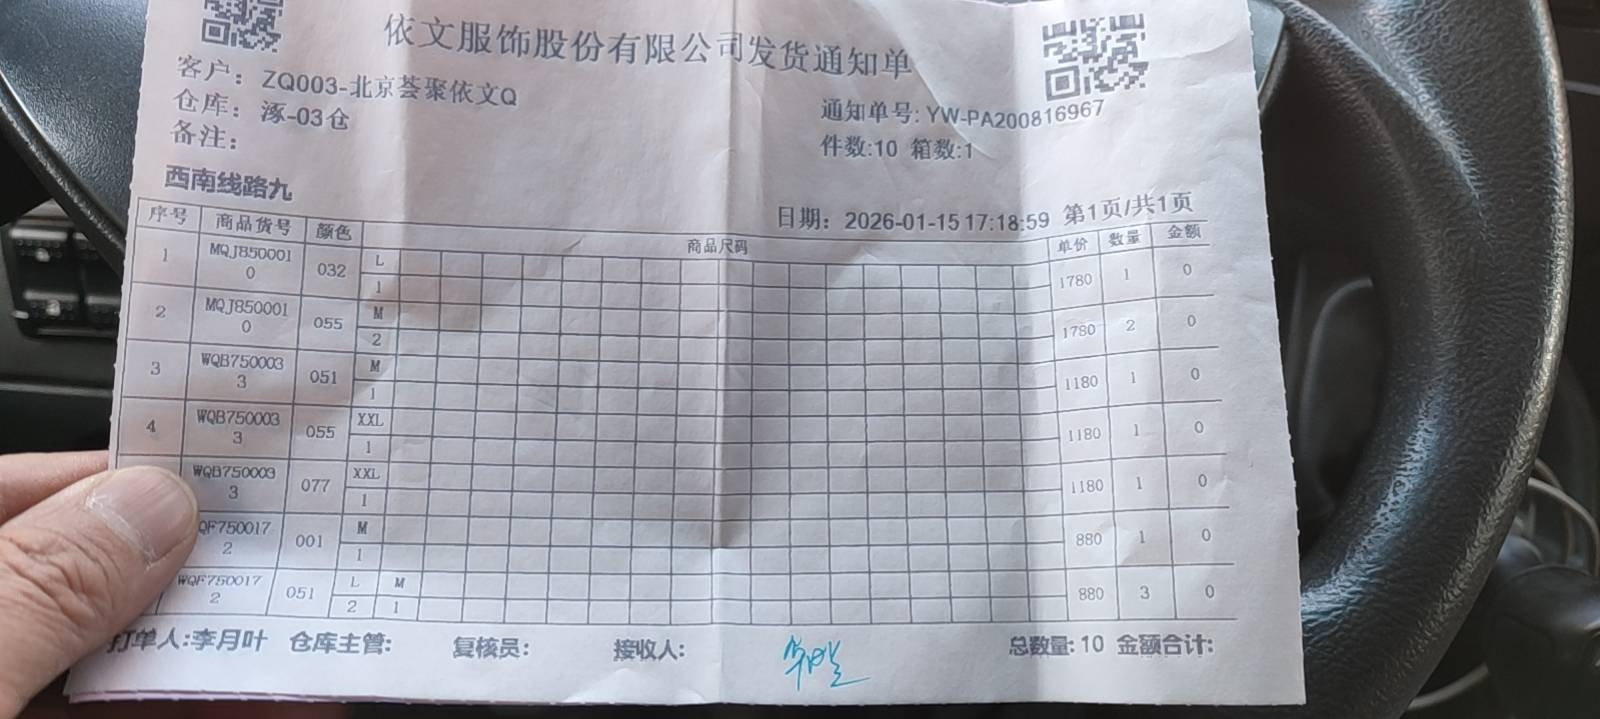 依文服饰股份有限公司发货通知单
客户：ZQ003-北京荟聚依文Q
仓库：涿-03仓
备注：
通知单号: YW-PA200816967
件数:10 箱数:1
西南线路九
日期：2026-01-15 17:18:59 第1页/共1页
序号 商品货号 颜色 商品尺码 单价 数量 金额
1 MQJ8500010 032 L 1 1780 1 0
2 MQJ8500010 055 M 2 1780 2 0
3 WQB7500033 051 M 1 1180 1 0
4 WQB7500033 055 XXL 1 1180 1 0
WQB7500033 077 XXL 1 1180 1 0
QF7500172 001 M 1 880 1 0
WQF7500172 051 L M 2 1 880 3 0
打单人:李月叶 仓库主管: 复核员: 接收人: 总数量: 10 金额合计: